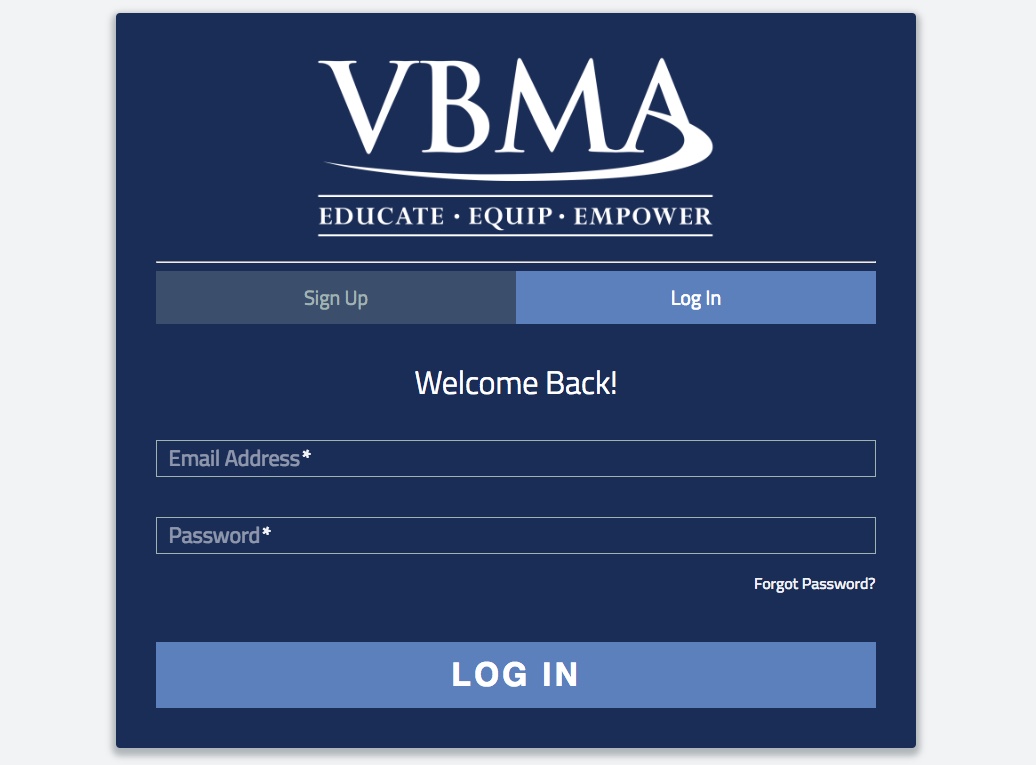 VBMA
EDUCATE · EQUIP · EMPOWER
Sign Up
Log In
Welcome Back!
Email Address*
Password*
Forgot Password?
LOG IN